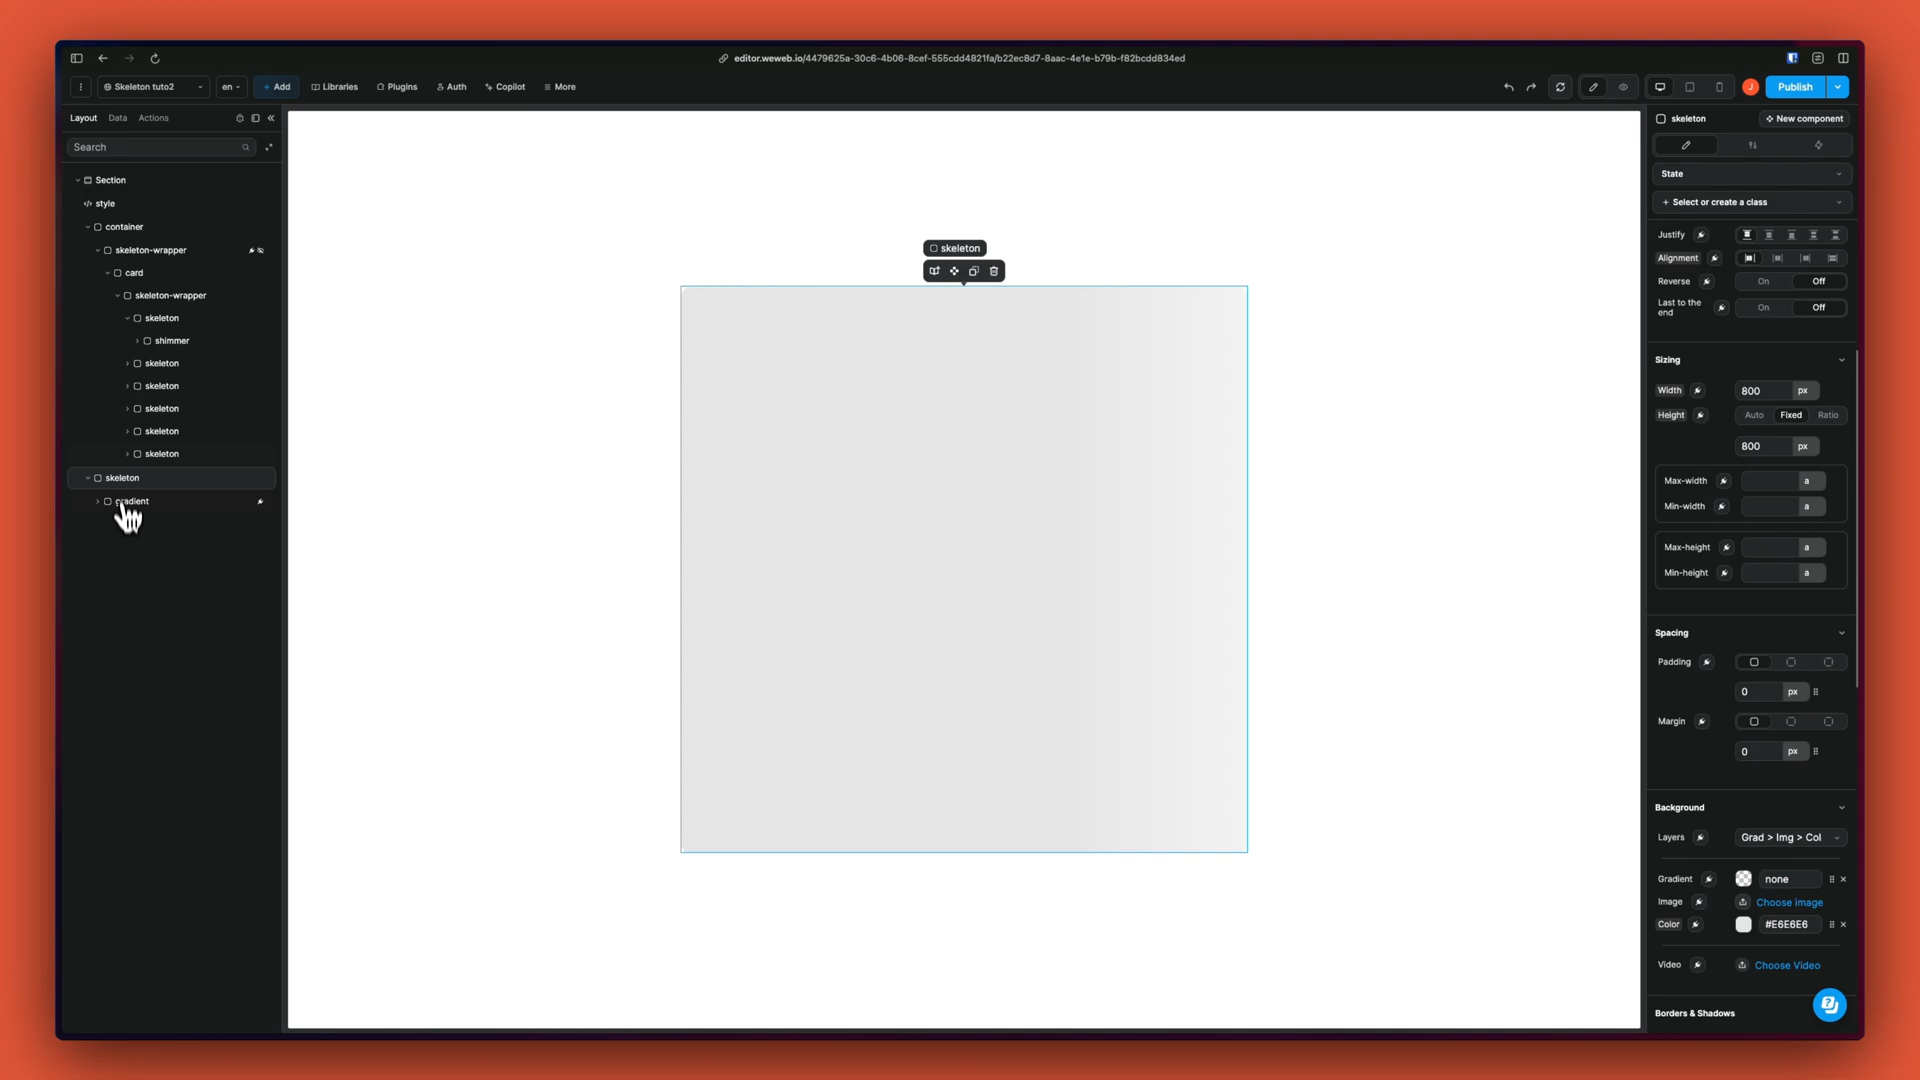 editor.weweb.io/4479625a-30c6-4b06-8cef-555cdd4821fa/b22ec8d7-8aac-4e1e-b79b-f82bcdd834ed
Skeleton tuto2
en
+ Add
Libraries
Plugins
Auth
Copilot
More
J
Publish
Layout
Data
Actions
Search
Section
style
container
skeleton-wrapper
card
skeleton-wrapper
skeleton
shimmer
skeleton
skeleton
skeleton
skeleton
skeleton
skeleton
gradient
skeleton
skeleton
New component
State
+ Select or create a class
Justify
Alignment
Reverse
On
Off
Last to the
end
On
Off
Sizing
Width
800
px
Height
Auto
Fixed
Ratio
800
px
Max-width
a
Min-width
a
Max-height
a
Min-height
a
Spacing
Padding
0
px
Margin
0
px
Background
Layers
Grad > Img > Col
Gradient
none
Image
Choose image
Color
#E6E6E6
Video
Choose Video
Borders & Shadows